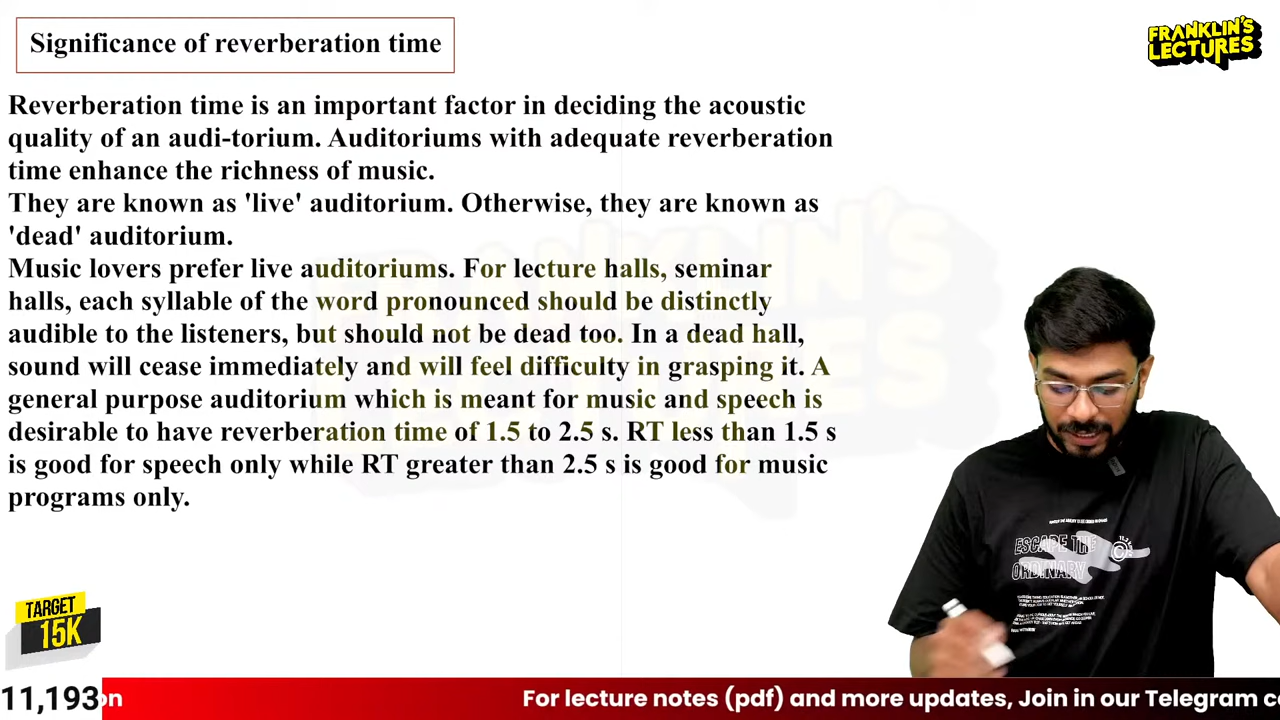 Significance of reverberation time
FRANKLIN'S
LECTURES
Reverberation time is an important factor in deciding the acoustic
quality of an audi-torium. Auditoriums with adequate reverberation
time enhance the richness of music.
They are known as 'live' auditorium. Otherwise, they are known as
'dead' auditorium.
Music lovers prefer live auditoriums. For lecture halls, seminar
halls, each syllable of the word pronounced should be distinctly
audible to the listeners, but should not be dead too. In a dead hall,
sound will cease immediately and will feel difficulty in grasping it. A
general purpose auditorium which is meant for music and speech is
desirable to have reverberation time of 1.5 to 2.5 s. RT less than 1.5 s
is good for speech only while RT greater than 2.5 s is good for music
programs only.
FRANKLIN'S
LECTURES
ESCAPE THE
ORDINARY
TARGET
15K
11,193
on For lecture notes (pdf) and more updates, Join in our Telegram c